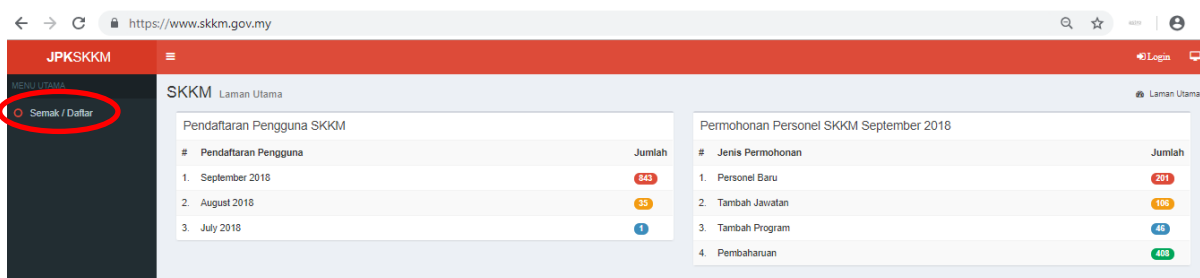 https://www.skkm.gov.my
JPKSKKM
Login
MENU UTAMA
Semak / Daftar
SKKM Laman Utama
Laman Utama
Pendaftaran Pengguna SKKM
# Pendaftaran Pengguna Jumlah
1. September 2018 843
2. August 2018 35
3. July 2018 1
Permohonan Personel SKKM September 2018
# Jenis Permohonan Jumlah
1. Personel Baru 201
2. Tambah Jawatan 106
3. Tambah Program 46
4. Pembaharuan 408